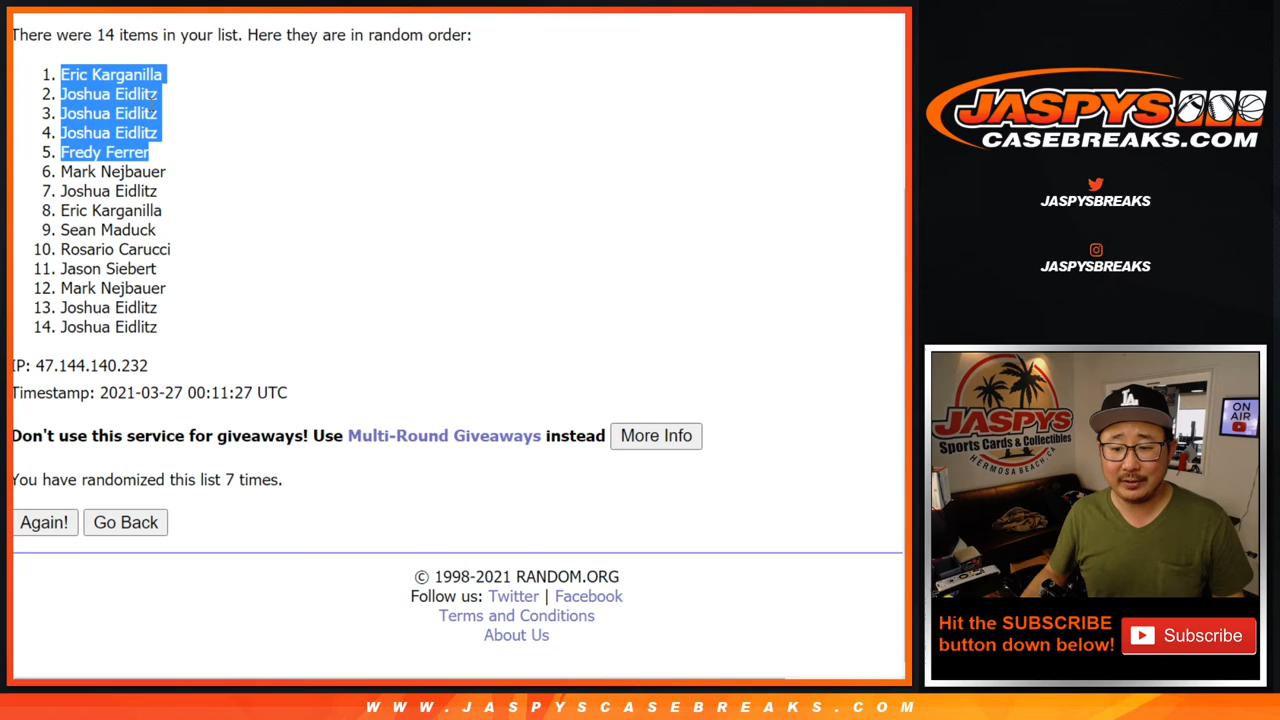 There were 14 items in your list. Here they are in random order:
1. Eric Karganilla
2. Joshua Eidlitz
3. Joshua Eidlitz
4. Joshua Eidlitz
5. Fredy Ferrer
6. Mark Nejbauer
7. Joshua Eidlitz
8. Eric Karganilla
9. Sean Maduck
10. Rosario Carucci
11. Jason Siebert
12. Mark Nejbauer
13. Joshua Eidlitz
14. Joshua Eidlitz
IP: 47.144.140.232
Timestamp: 2021-03-27 00:11:27 UTC
Don't use this service for giveaways! Use Multi-Round Giveaways instead More Info
You have randomized this list 7 times.
Again! Go Back
© 1998-2021 RANDOM.ORG
Follow us: Twitter | Facebook
Terms and Conditions
About Us
JASPYS
CASEBREAKS.COM
JASPYSBREAKS
JASPYSBREAKS
JASPYS
Sports Cards & Collectibles
HERMOSA BEACH, CA
LA
ON
AIR
Hit the SUBSCRIBE
button down below!
Subscribe
WWW.JASPYSCASEBREAKS.COM